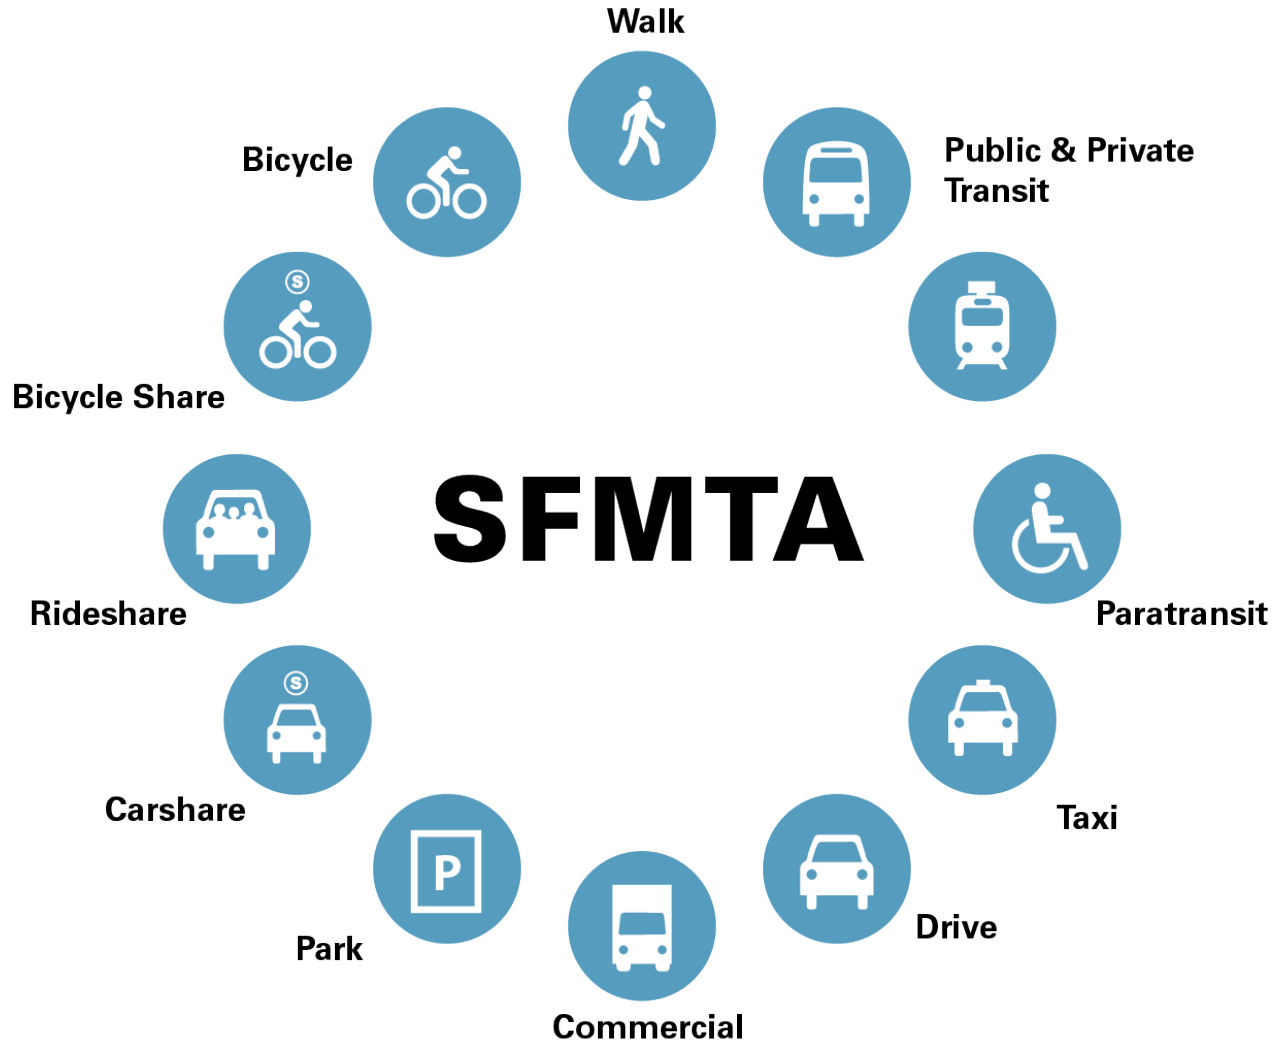 Walk
Bicycle
Public & Private
Transit
S
Bicycle Share
SFMTA
Rideshare
Paratransit
S
Carshare
Taxi
P
Drive
Park
Commercial